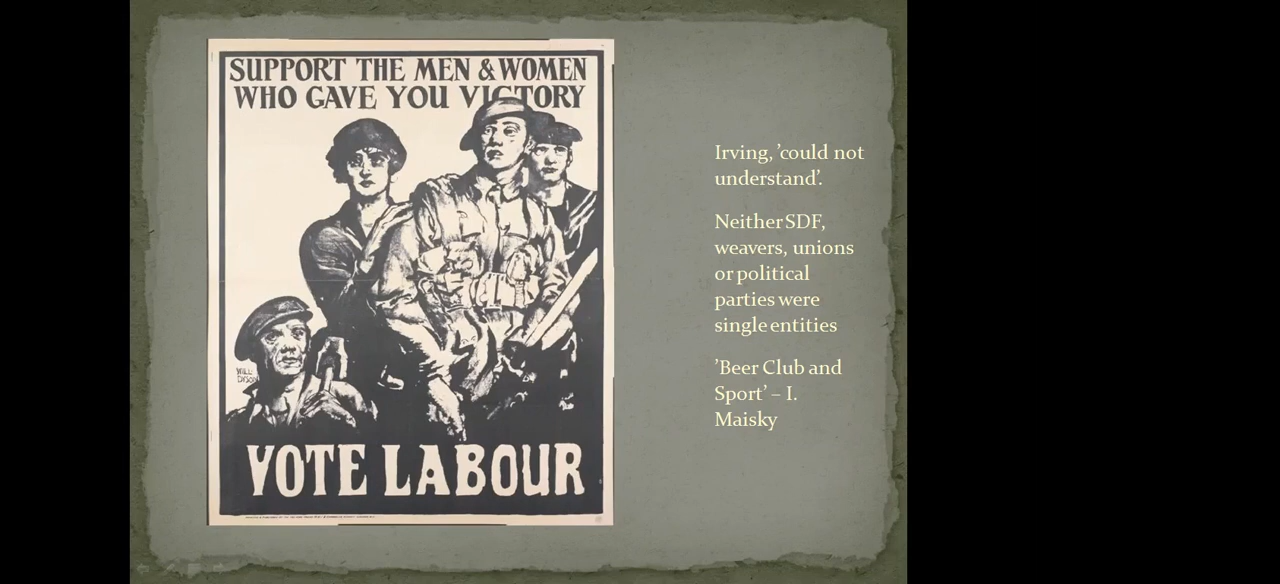 SUPPORT THE MEN & WOMEN
WHO GAVE YOU VICTORY
WILL
DYSON
VOTE LABOUR
Irving, ’could not
understand’.
Neither SDF,
weavers, unions
or political
parties were
single entities
’Beer Club and
Sport’ – I.
Maisky